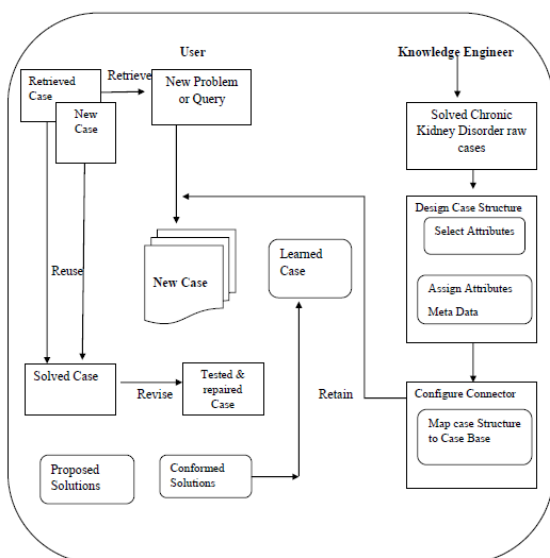 User
Knowledge Engineer
Retrieved
Case
Retrieve
New
Case
New Problem
or Query
Solved Chronic
Kidney Disorder raw
cases
Design Case Structure
Select Attributes
Assign Attributes
Meta Data
Reuse
New Case
Learned
Case
Solved Case
Revise
Tested &
repaired
Case
Retain
Configure Connector
Map case Structure
to Case Base
Proposed
Solutions
Conformed
Solutions